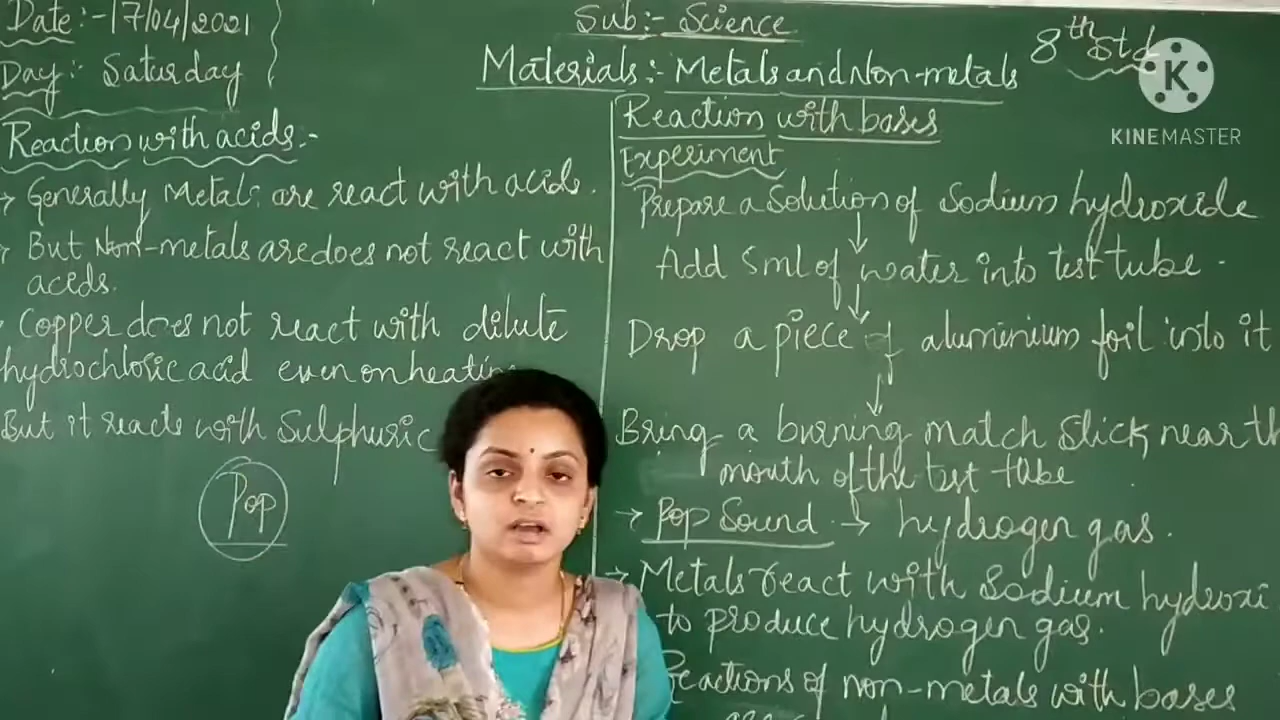 Date:-17/04/2021
Day:- Saturday
Sub:- Science
8th Std
Materials:- Metals and Non-metals
K
KINEMASTER
Reaction with acids:-
→ Generally Metals are react with acids.
→ But Non-metals are does not react with
acids.
Copper does not react with dilute
hydrochloric acid even on heating
But it reacts with Sulphuric
Pop
Reaction with bases
Experiment
Prepare a Solution of Sodium hydroxide
Add 5ml of water into test tube.
Drop a piece of aluminium foil into it
Bring a burning match stick near th
mouth of the test tube
→ Pop Sound → hydrogen gas.
→ Metals react with Sodium hydroxi
to produce hydrogen gas.
Reactions of non-metals with bases
are